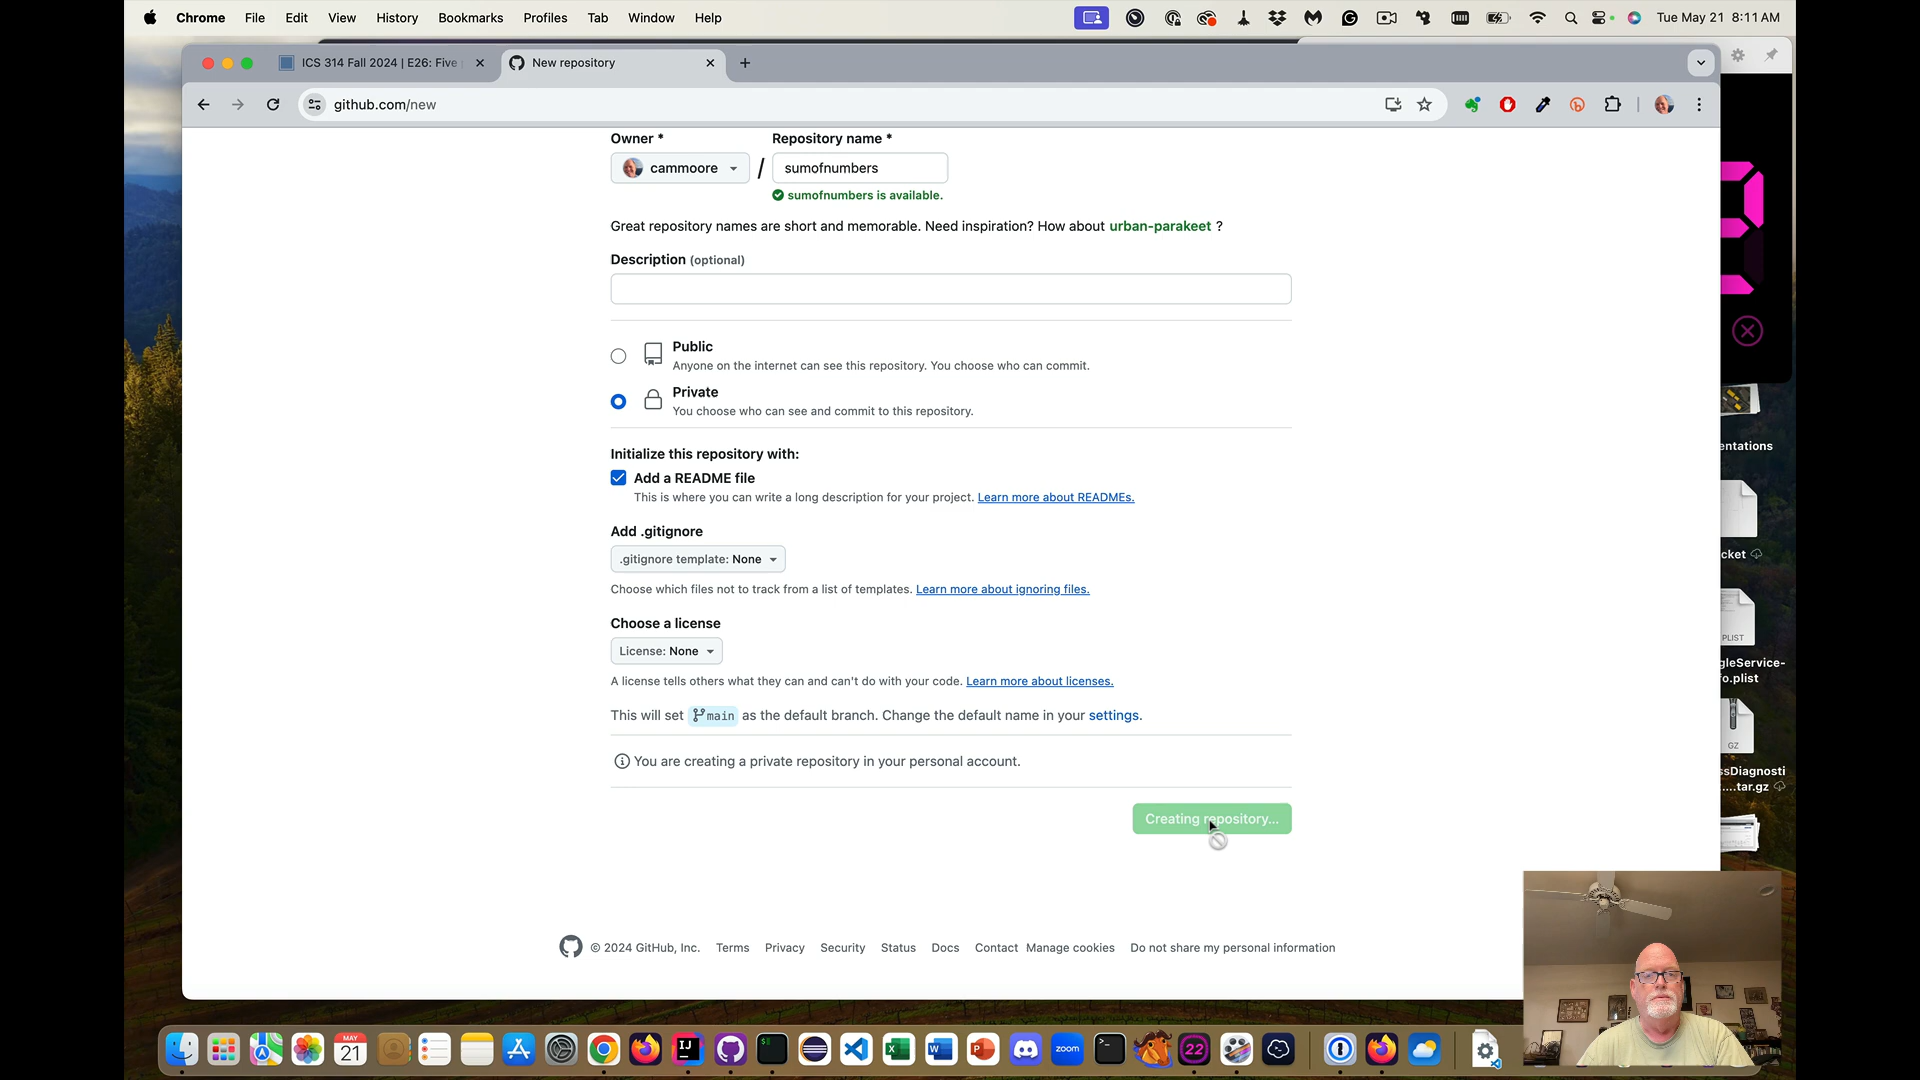 Chrome File Edit View History Bookmarks Profiles Tab Window Help Tue May 21 8:11 AM
ICS 314 Fall 2024 | E26: Five
New repository
github.com/new
Owner * Repository name *
cammoore / sumofnumbers
sumofnumbers is available.
Great repository names are short and memorable. Need inspiration? How about urban-parakeet ?
Description (optional)
Public
Anyone on the internet can see this repository. You choose who can commit.
Private
You choose who can see and commit to this repository.
Initialize this repository with:
Add a README file
This is where you can write a long description for your project. Learn more about READMEs.
Add .gitignore
.gitignore template: None
Choose which files not to track from a list of templates. Learn more about ignoring files.
Choose a license
License: None
A license tells others what they can and can't do with your code. Learn more about licenses.
This will set main as the default branch. Change the default name in your settings.
You are creating a private repository in your personal account.
Creating repository...
© 2024 GitHub, Inc. Terms Privacy Security Status Docs Contact Manage cookies Do not share my personal information
entations
cket
PLIST
gleService-
o.plist
GZ
ssDiagnosti
....tar.gz
MAY
21
IJ
$
X
W
P
zoom
>_
22